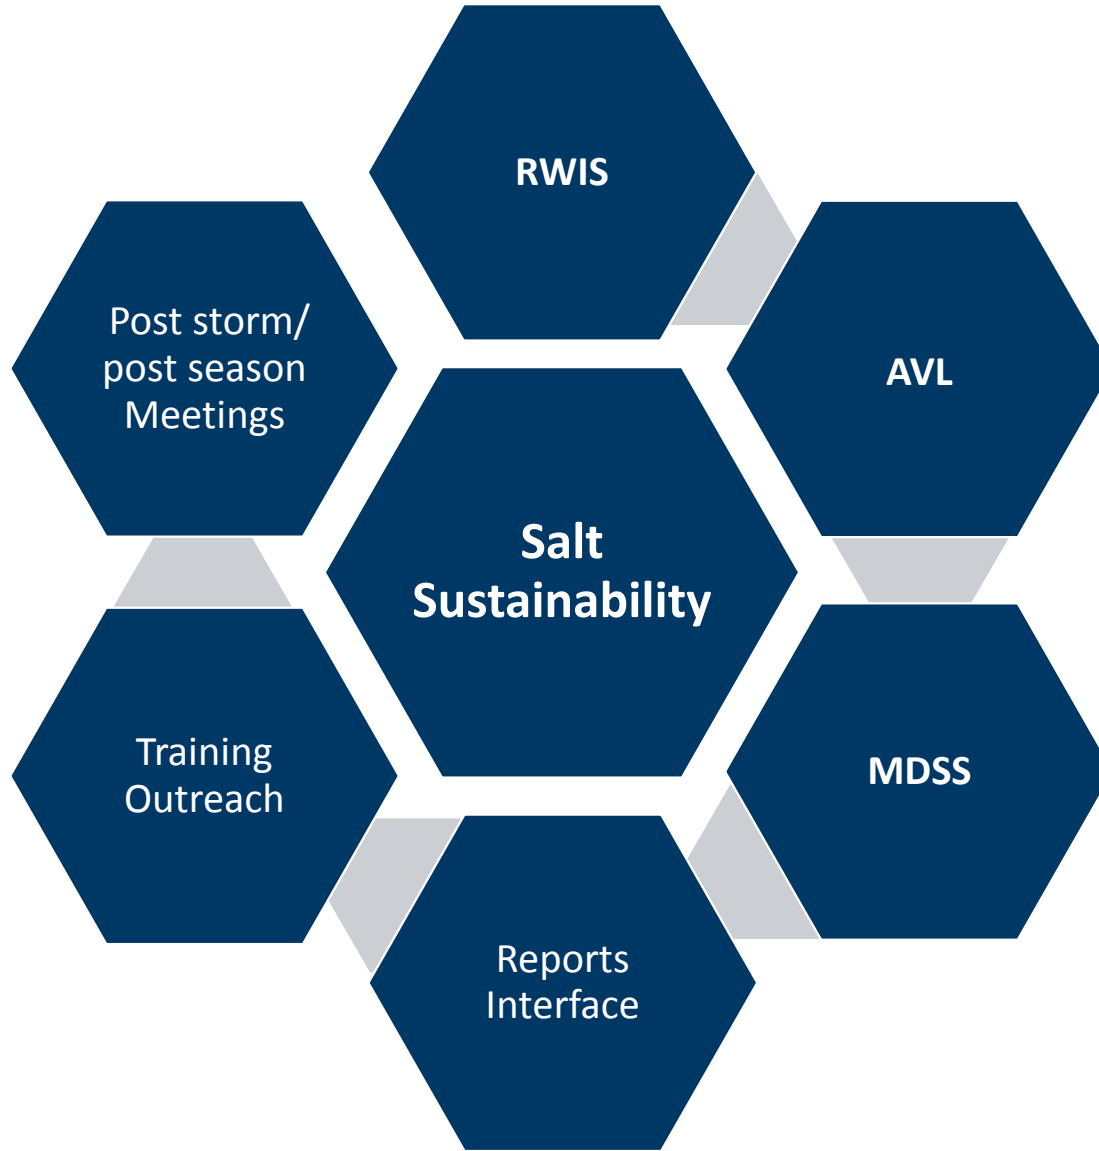 RWIS
AVL
MDSS
Reports
Interface
Training
Outreach
Post storm/
post season
Meetings
Salt
Sustainability